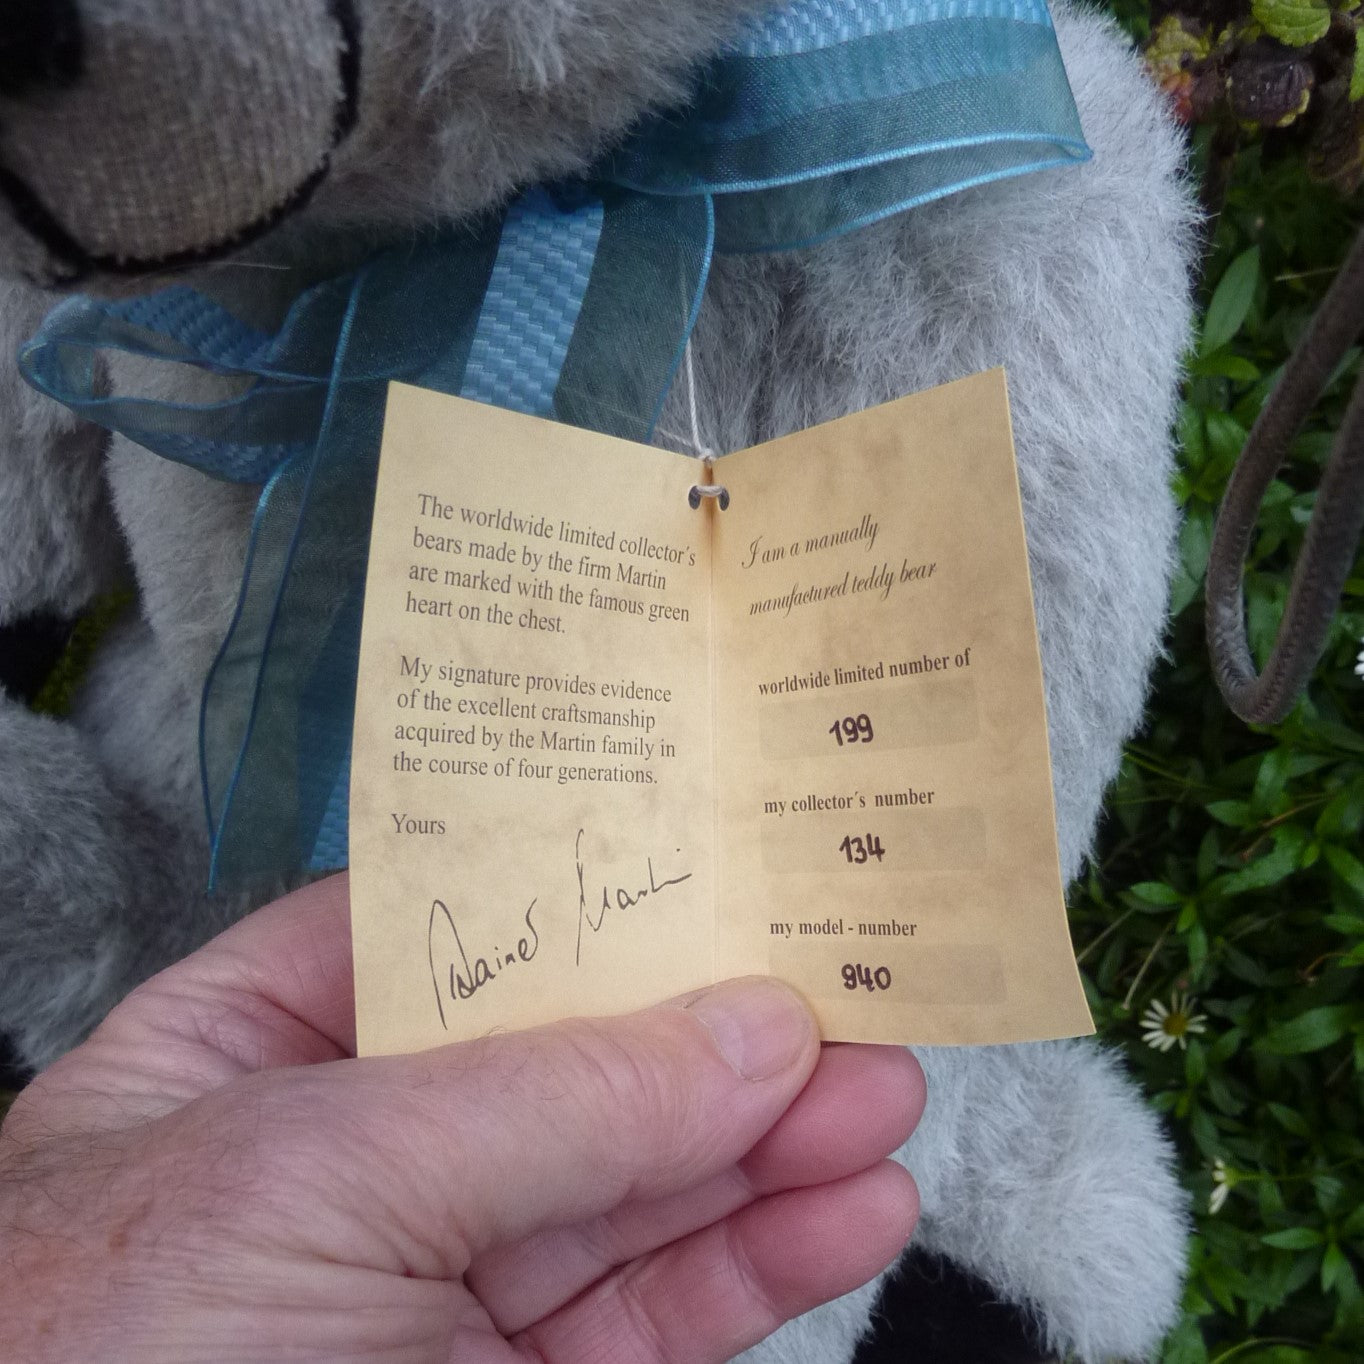 The worldwide limited collector´s
bears made by the firm Martin
are marked with the famous green
heart on the chest.
My signature provides evidence
of the excellent craftsmanship
acquired by the Martin family in
the course of four generations.
Yours
Rainer Martin
I am a manually
manufactured teddy bear
worldwide limited number of
199
my collector´s number
134
my model - number
940